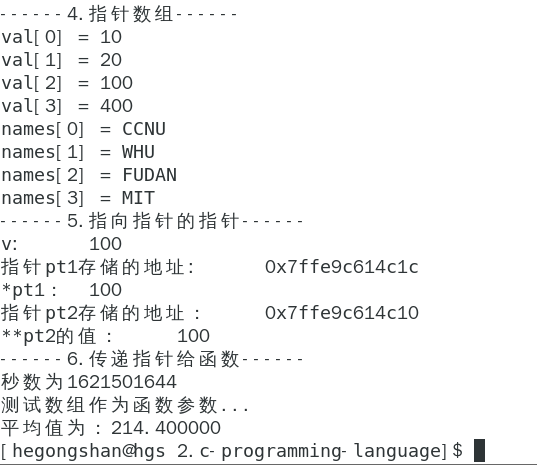 ------4.指针数组------
val[0] = 10
val[1] = 20
val[2] = 100
val[3] = 400
names[0] = CCNU
names[1] = WHU
names[2] = FUDAN
names[3] = MIT
------5.指向指针的指针------
v: 100
指针pt1存储的地址: 0x7ffe9c614c1c
*pt1: 100
指针pt2存储的地址: 0x7ffe9c614c10
**pt2的值: 100
------6.传递指针给函数------
秒数为1621501644
测试数组作为函数参数...
平均值为: 214.400000
[hegongshan@hgs 2.c-programming-language]$